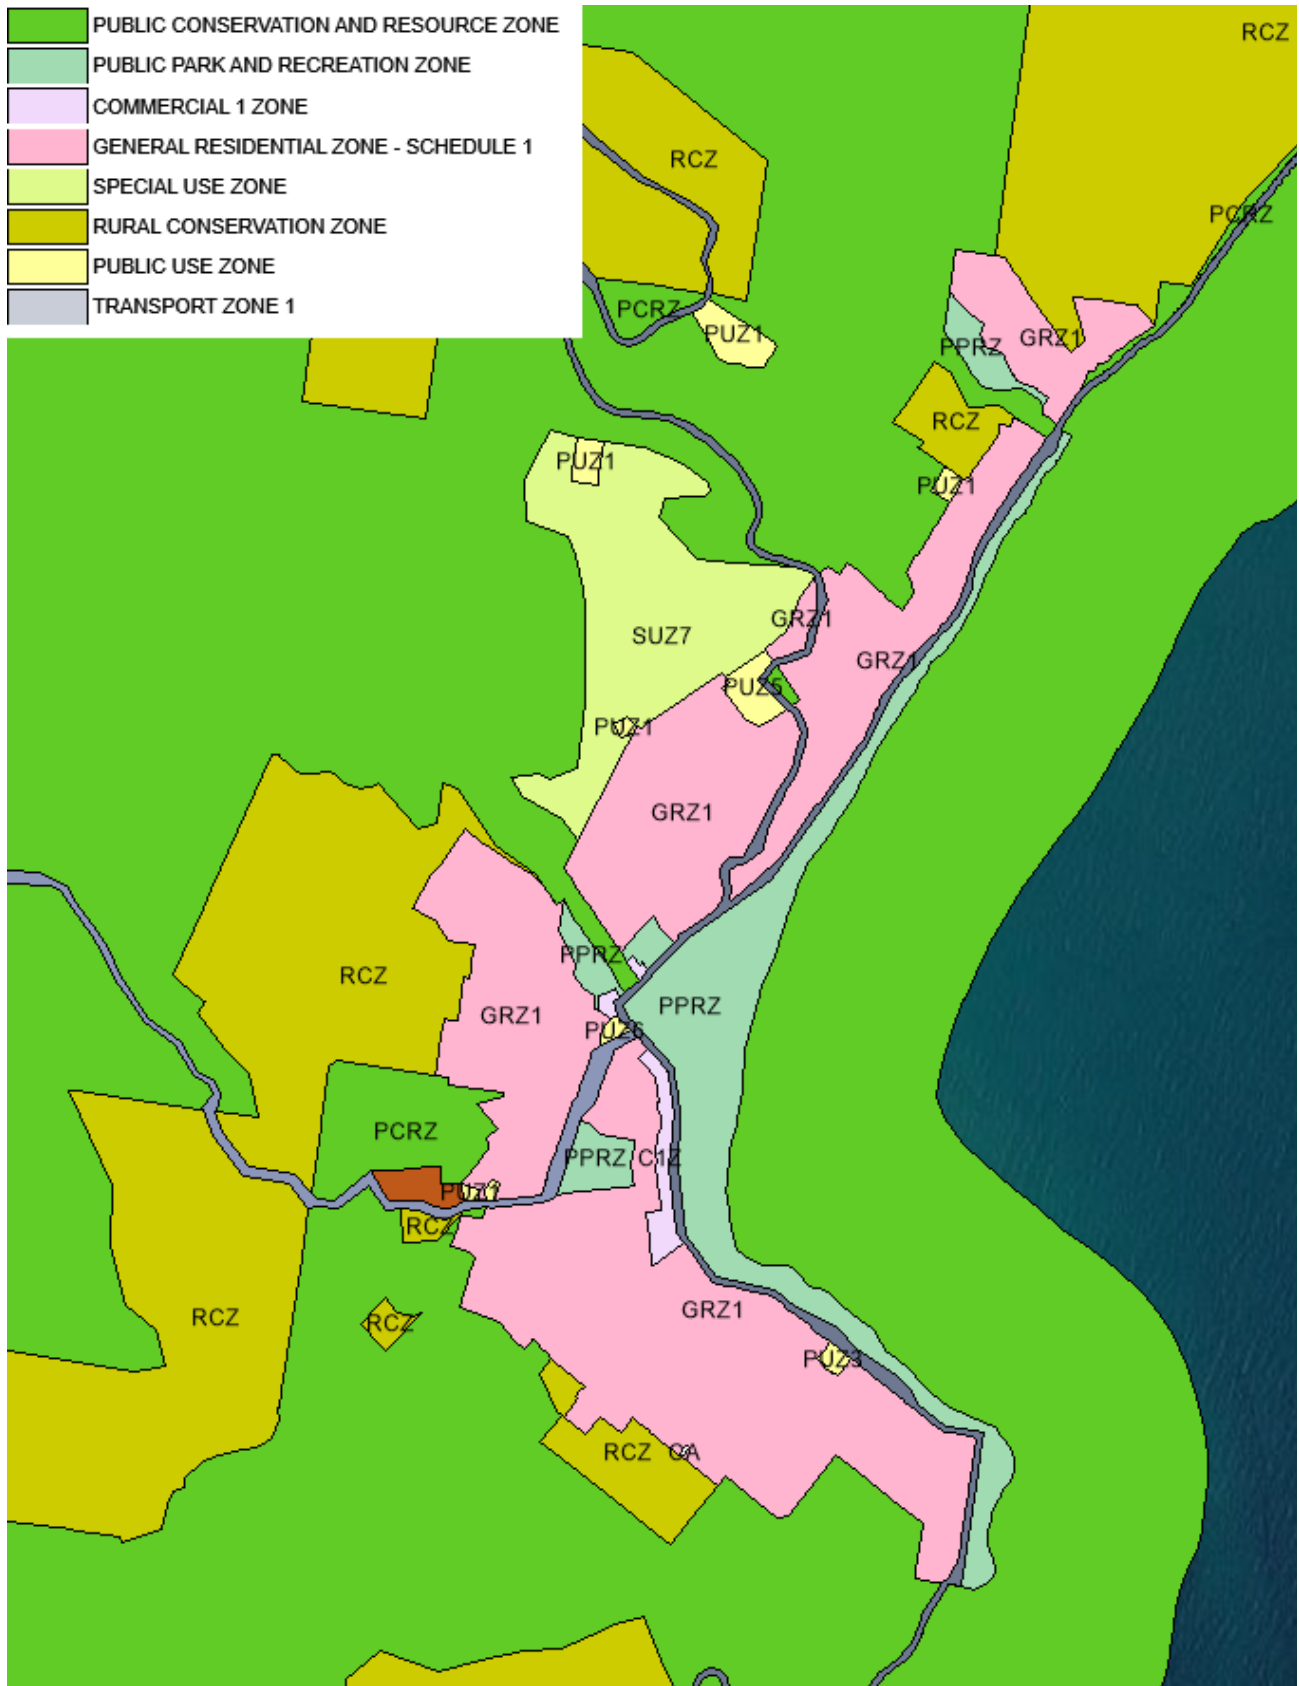 PUBLIC CONSERVATION AND RESOURCE ZONE
PUBLIC PARK AND RECREATION ZONE
COMMERCIAL 1 ZONE
GENERAL RESIDENTIAL ZONE - SCHEDULE 1
SPECIAL USE ZONE
RURAL CONSERVATION ZONE
PUBLIC USE ZONE
TRANSPORT ZONE 1
RCZ
RCZ
PCRZ
PCRZ
PUZ1
GRZ1
PPRZ
RCZ
PUZ1
PUZ1
GRZ1
SUZ7
GRZ1
PUZ5
PUZ1
GRZ1
PPRZ
RCZ
PPRZ
GRZ1
PUZ6
PCRZ
PPRZ
C1Z
PUZ1
RCZ
GRZ1
RCZ
RCZ
PUZ3
RCZ
CA